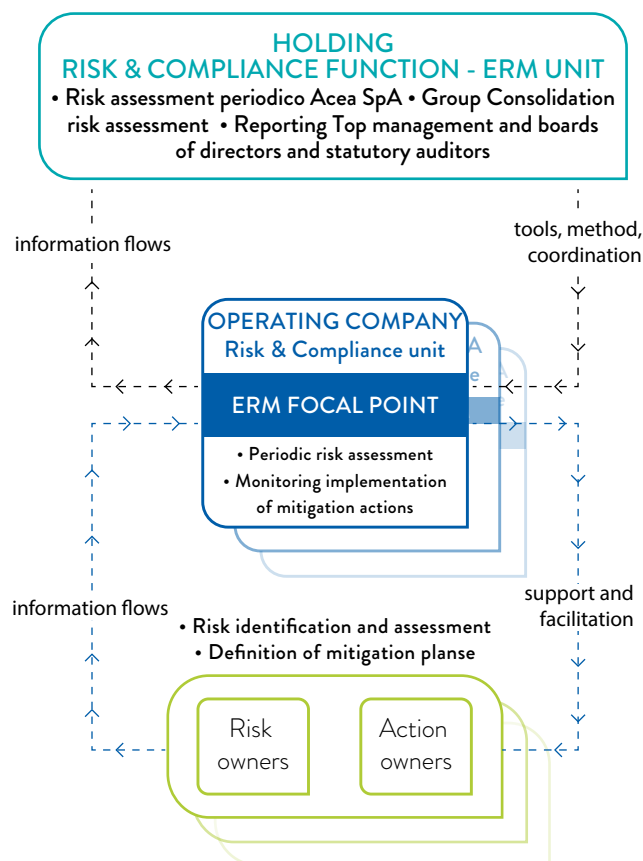 HOLDING
RISK & COMPLIANCE FUNCTION - ERM UNIT
• Risk assessment periodico Acea SpA • Group Consolidation
risk assessment • Reporting Top management and boards
of directors and statutory auditors
information flows
tools, method,
coordination
OPERATING COMPANY
Risk & Compliance unit
A
e
A
e
ERM FOCAL POINT
• Periodic risk assessment
• Monitoring implementation
of mitigation actions
information flows
support and
facilitation
• Risk identification and assessment
• Definition of mitigation planse
Risk
owners
Action
owners